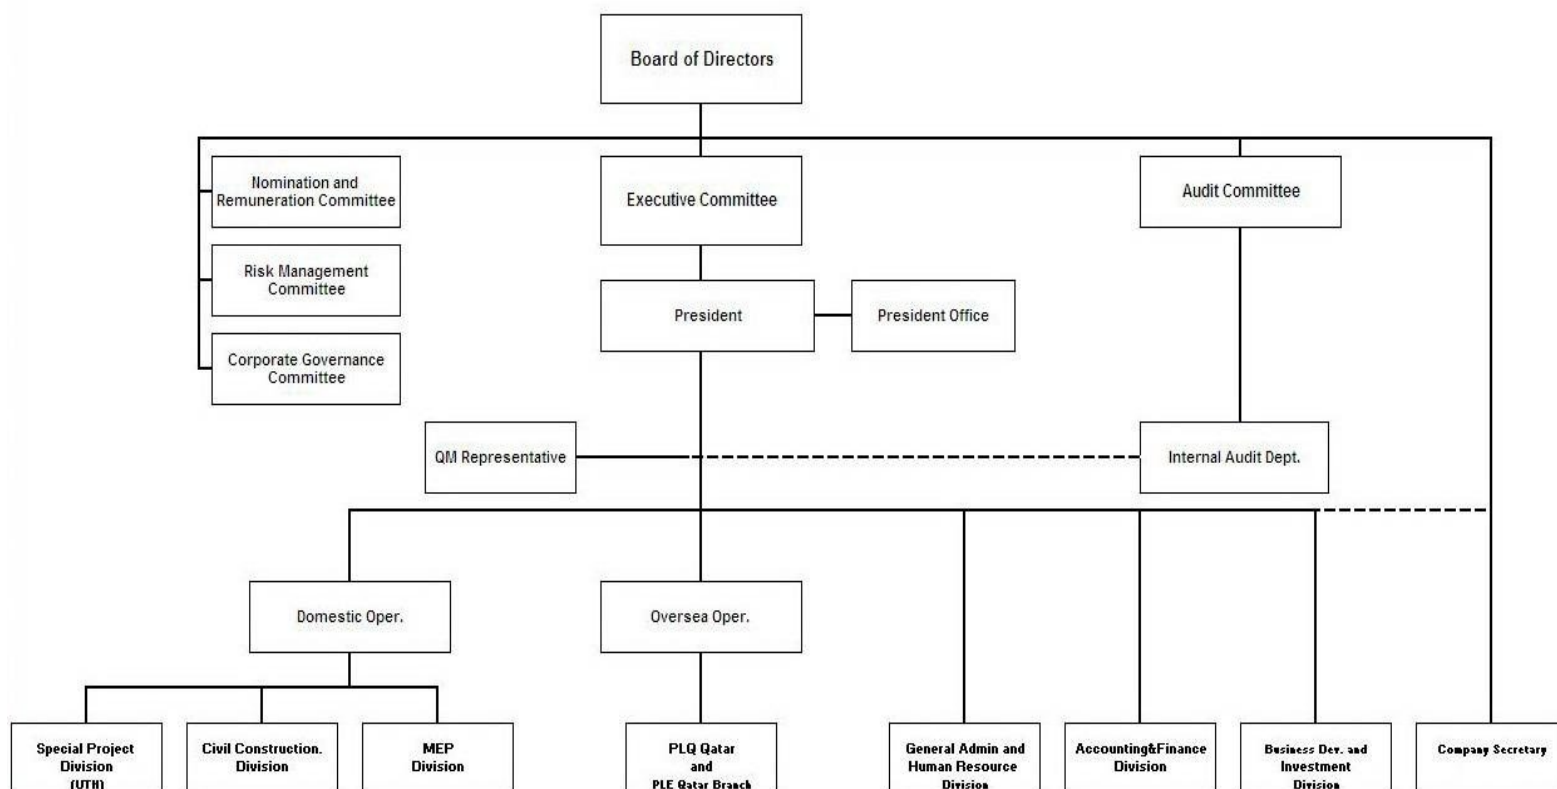 Board of Directors
Nomination and
Remuneration Committee
Executive Committee
Audit Committee
Risk Management
Committee
President
President Office
Corporate Governance
Committee
QM Representative
Internal Audit Dept.
Domestic Oper.
Oversea Oper.
Special Project
Division
(UTH)
Civil Construction.
Division
MEP
Division
PLQ Qatar
and
PLE Qatar Branch
General Admin and
Human Resource
Division
Accounting&Finance
Division
Business Dev. and
Investment
Division
Company Secretary